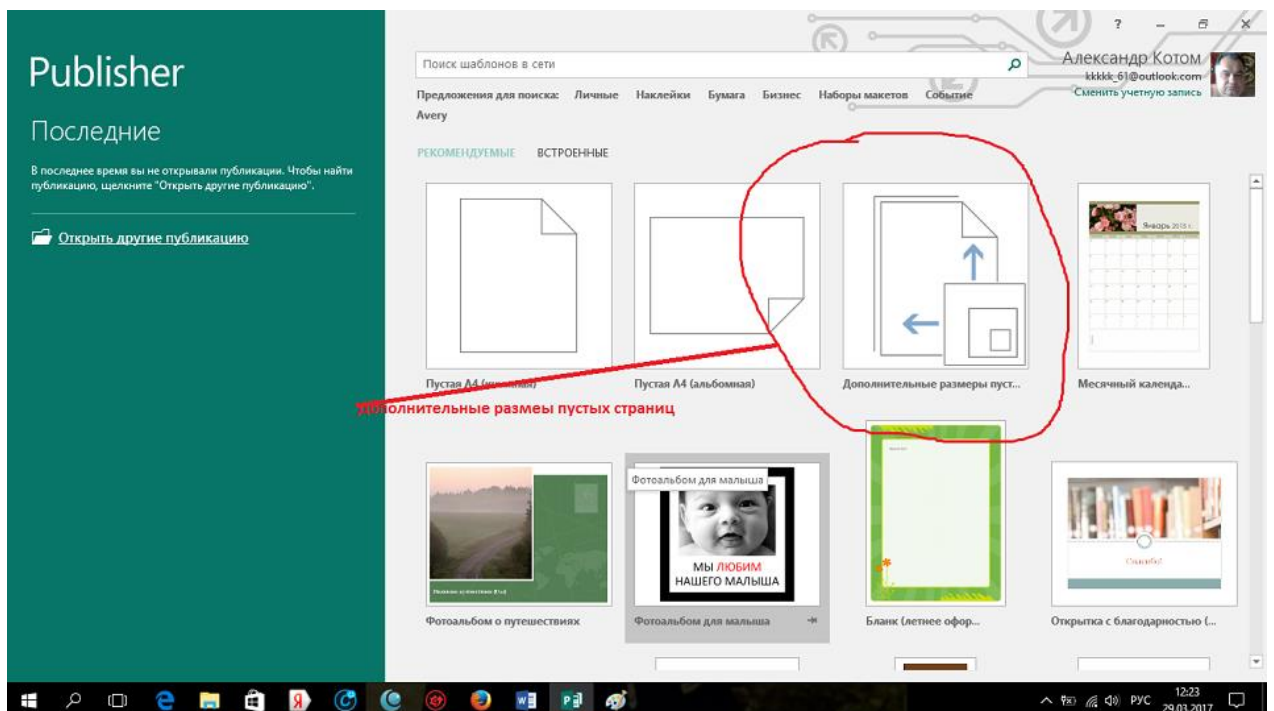 Publisher
Последние
В последнее время вы не открывали публикации. Чтобы найти
публикацию, щелкните "Открыть другие публикацию".
Открыть другие публикацию
?
Поиск шаблонов в сети
Александр Котом
kkkkk_61@outlook.com
Сменить учетную запись
Предложения для поиска: Личные Наклейки Бумага Бизнес Наборы макетов Событие
Avery
РЕКОМЕНДУЕМЫЕ ВСТРОЕННЫЕ
Январь 2015 г.
Пустая A4
Пустая A4 (альбомная)
Дополнительные размеры пуст...
Месячный календа...
Дополнительные размеы пустых страниц
Фотоальбом для малыша
МЫ ЛЮБИМ
НАШЕГО МАЛЫША
Спасибо!
Фотоальбом о путешествиях
Фотоальбом для малыша
Бланк (летнее офор...
Открытка с благодарностью (...
РУС
12:23
29.03.2017